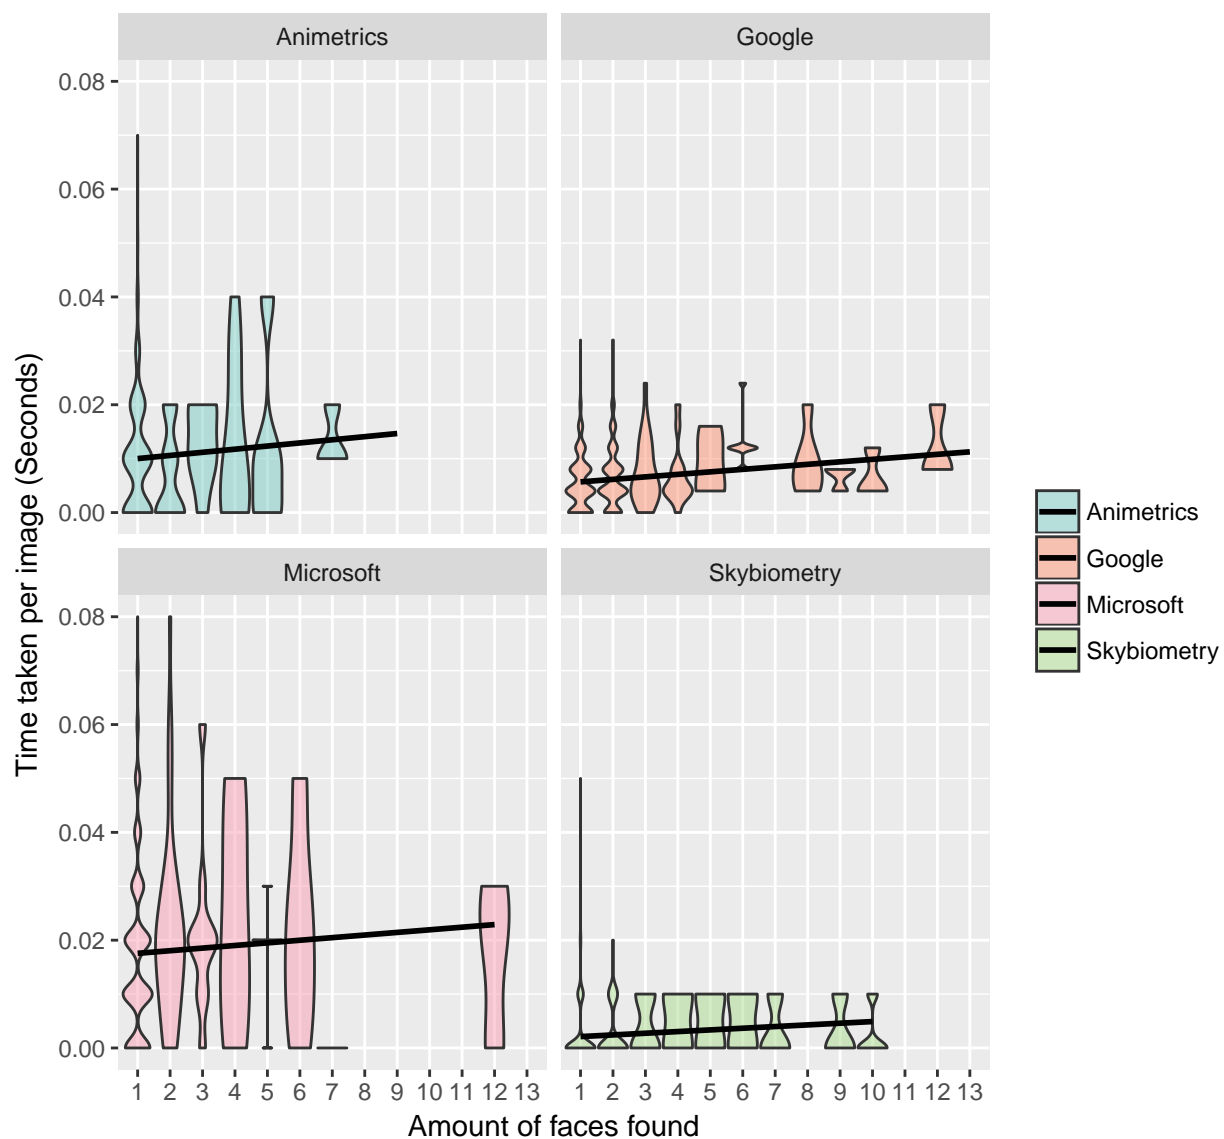 Animetrics
Google
0.08
0.06
0.04
0.02
0.00
Microsoft
Skybiometry
0.08
0.06
0.04
0.02
0.00
1 2 3 4 5 6 7 8 9 10 11 12 13
1 2 3 4 5 6 7 8 9 10 11 12 13
Amount of faces found
Time taken per image (Seconds)
Animetrics
Google
Microsoft
Skybiometry